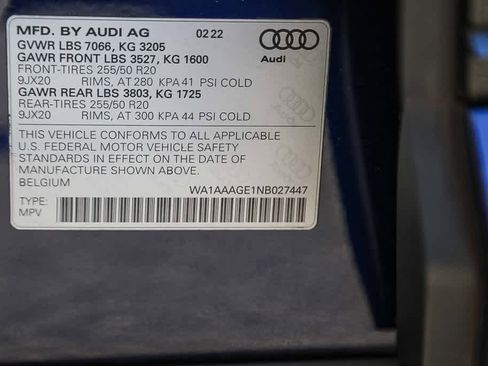 MFD. BY AUDI AG 02 22
GVWR LBS 7066, KG 3205
GAWR FRONT LBS 3527, KG 1600
FRONT-TIRES 255/50 R20
9JX20 RIMS, AT 280 KPA 41 PSI COLD
GAWR REAR LBS 3803, KG 1725
REAR-TIRES 255/50 R20
9JX20 RIMS, AT 300 KPA 44 PSI COLD
Audi
THIS VEHICLE CONFORMS TO ALL APPLICABLE
U.S. FEDERAL MOTOR VEHICLE SAFETY
STANDARDS IN EFFECT ON THE DATE OF
MANUFACTURE SHOWN ABOVE.
BELGIUM WA1AAAGE1NB027447
TYPE:
MPV